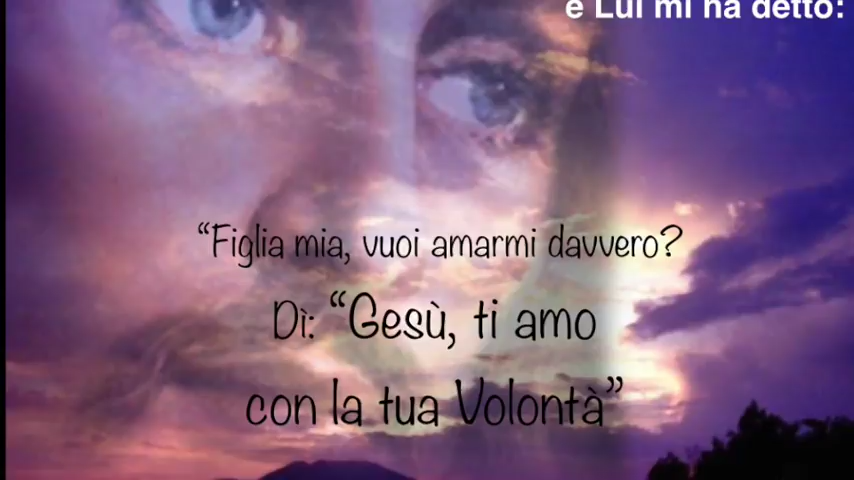 e Lui mi ha detto:
“Figlia mia, vuoi amarmi davvero?
Dì: “Gesù, ti amo
con la tua Volontà”